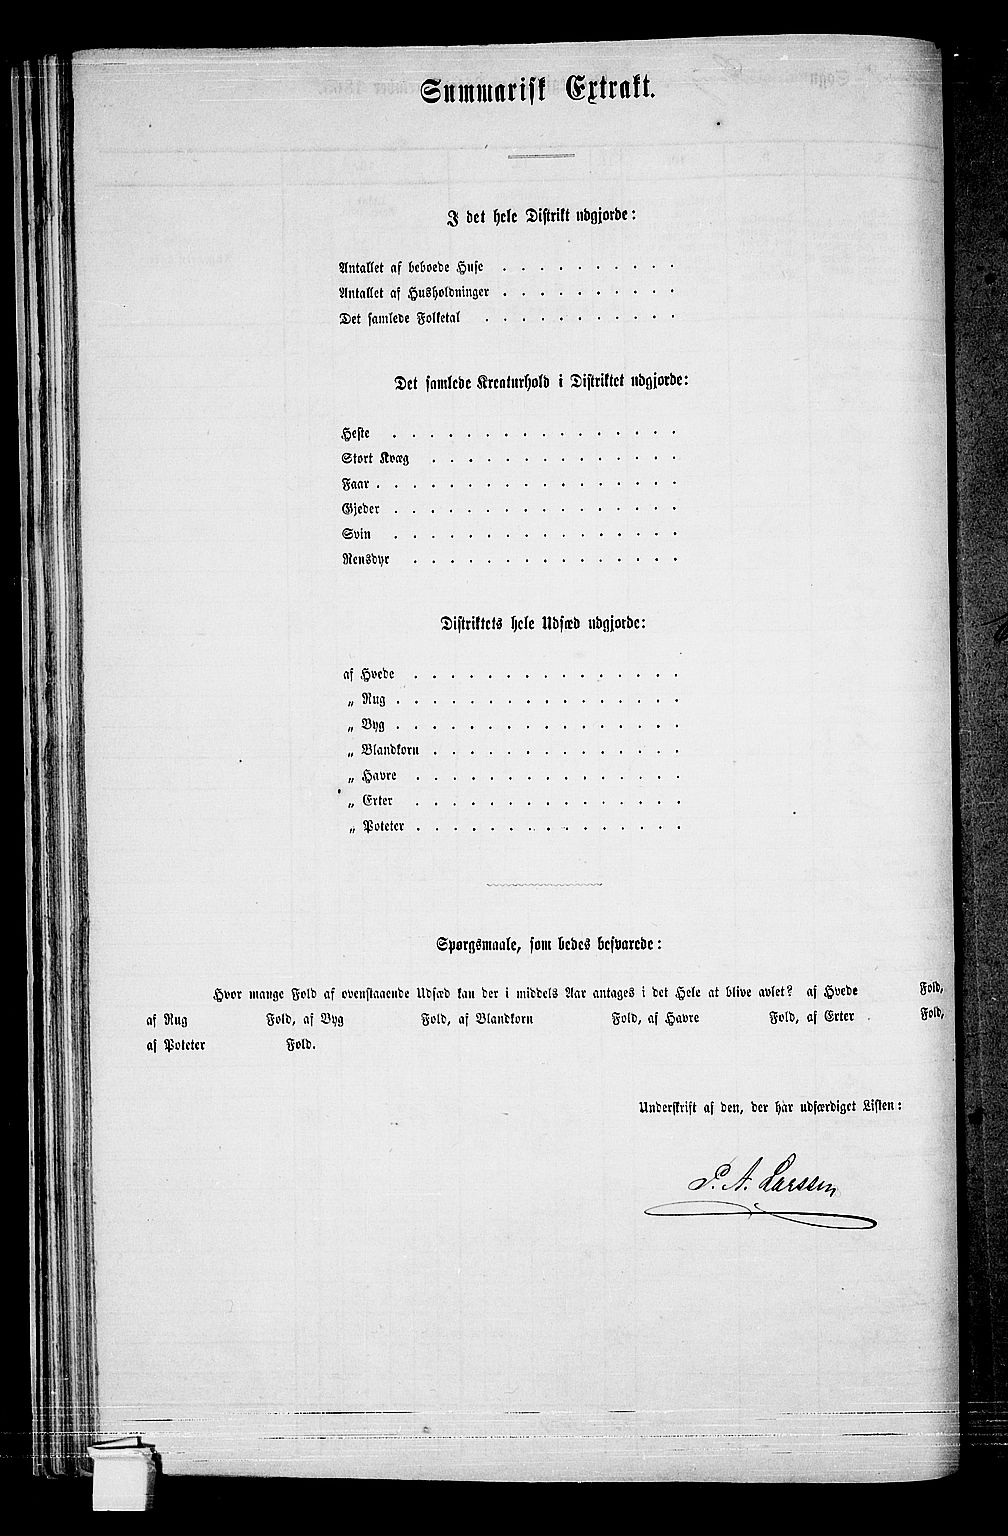 Summarisk Extrakt.
I det hele Distrikt udgjorde:
Antallet af beboede Huse . . . . . . . . . .
Antallet af Husholdninger . . . . . . . . . .
Det samlede Folketal . . . . . . . . . . .
Det samlede Kreaturhold i Distriktet udgjorde:
Heste . . . . . . . . . . . . . . . .
Stort Kvæg . . . . . . . . . . . . . .
Faar . . . . . . . . . . . . . . . . .
Gjeder . . . . . . . . . . . . . . . .
Svin . . . . . . . . . . . . . . . .
Rensdyr . . . . . . . . . . . . . . .
Distriktets hele Udsæd udgjorde:
af Hvede . . . . . . . . . . . . . . .
„ Rug . . . . . . . . . . . . . . . .
„ Byg . . . . . . . . . . . . . . . .
„ Blandkorn . . . . . . . . . . . . . .
„ Havre . . . . . . . . . . . . . . .
„ Erter . . . . . . . . . . . . . . .
„ Poteter . . . . . . . . . . . . . . .
Spørgsmaale, som bedes besvarede:
Hvor mange Fold af ovenstaaende Udsæd kan der i middels Aar antages i det Hele at blive avlet? af Hvede Fold,
af Rug Fold, af Byg Fold, af Blandkorn Fold, af Havre Fold, af Erter Fold,
af Poteter Fold.
Underskrift af den, der har udfærdiget Listen:
P. A. Larssen